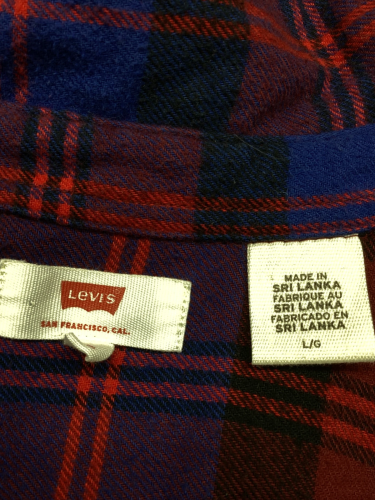 LEVI'S
SAN FRANCISCO, CAL.
MADE IN
SRI LANKA
FABRIQUE AU
SRI LANKA
FABRICADO EN
SRI LANKA
L/G